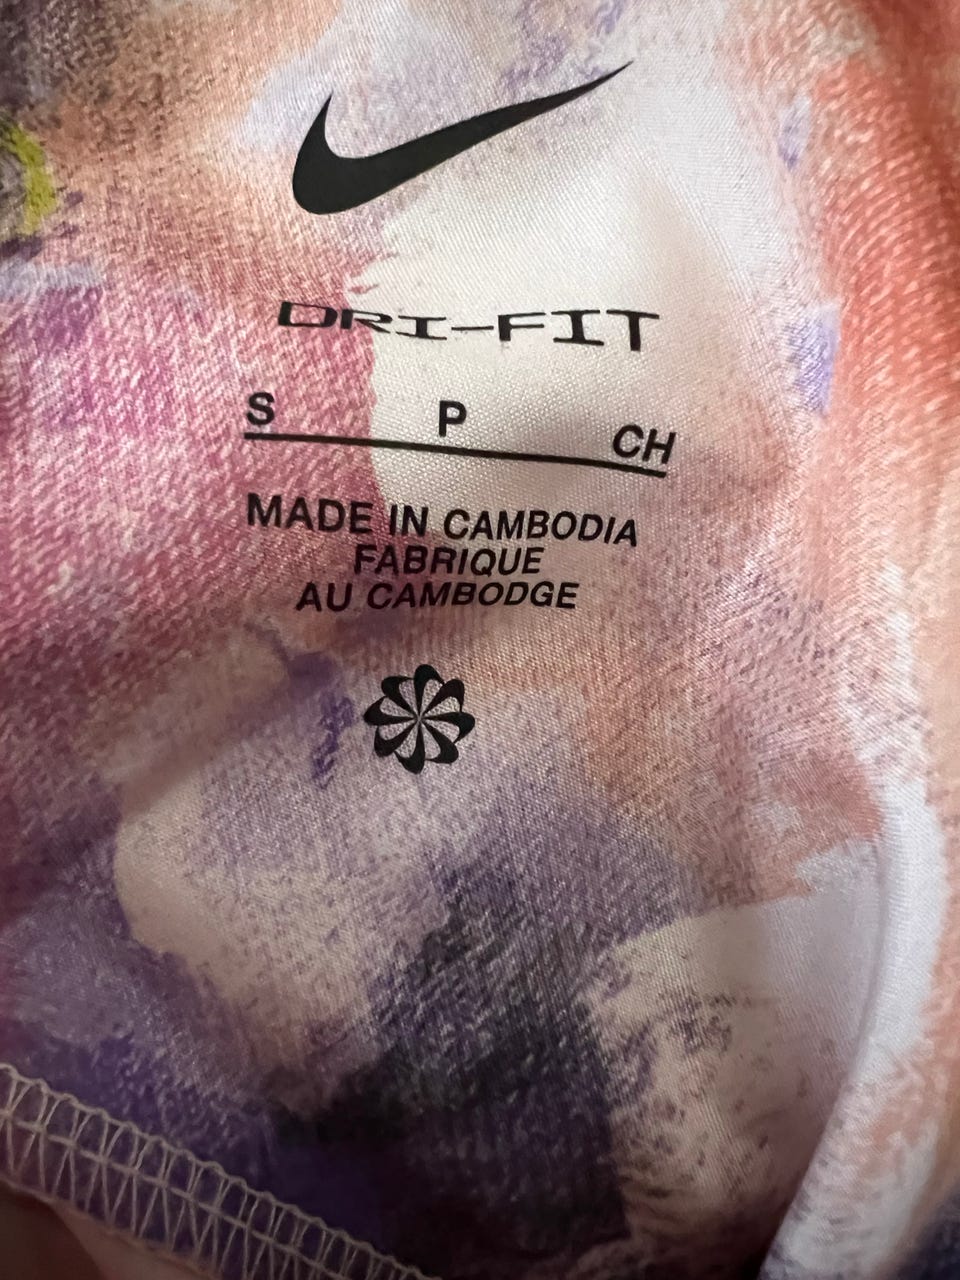 DRI-FIT
S P CH
MADE IN CAMBODIA
FABRIQUE
AU CAMBODGE